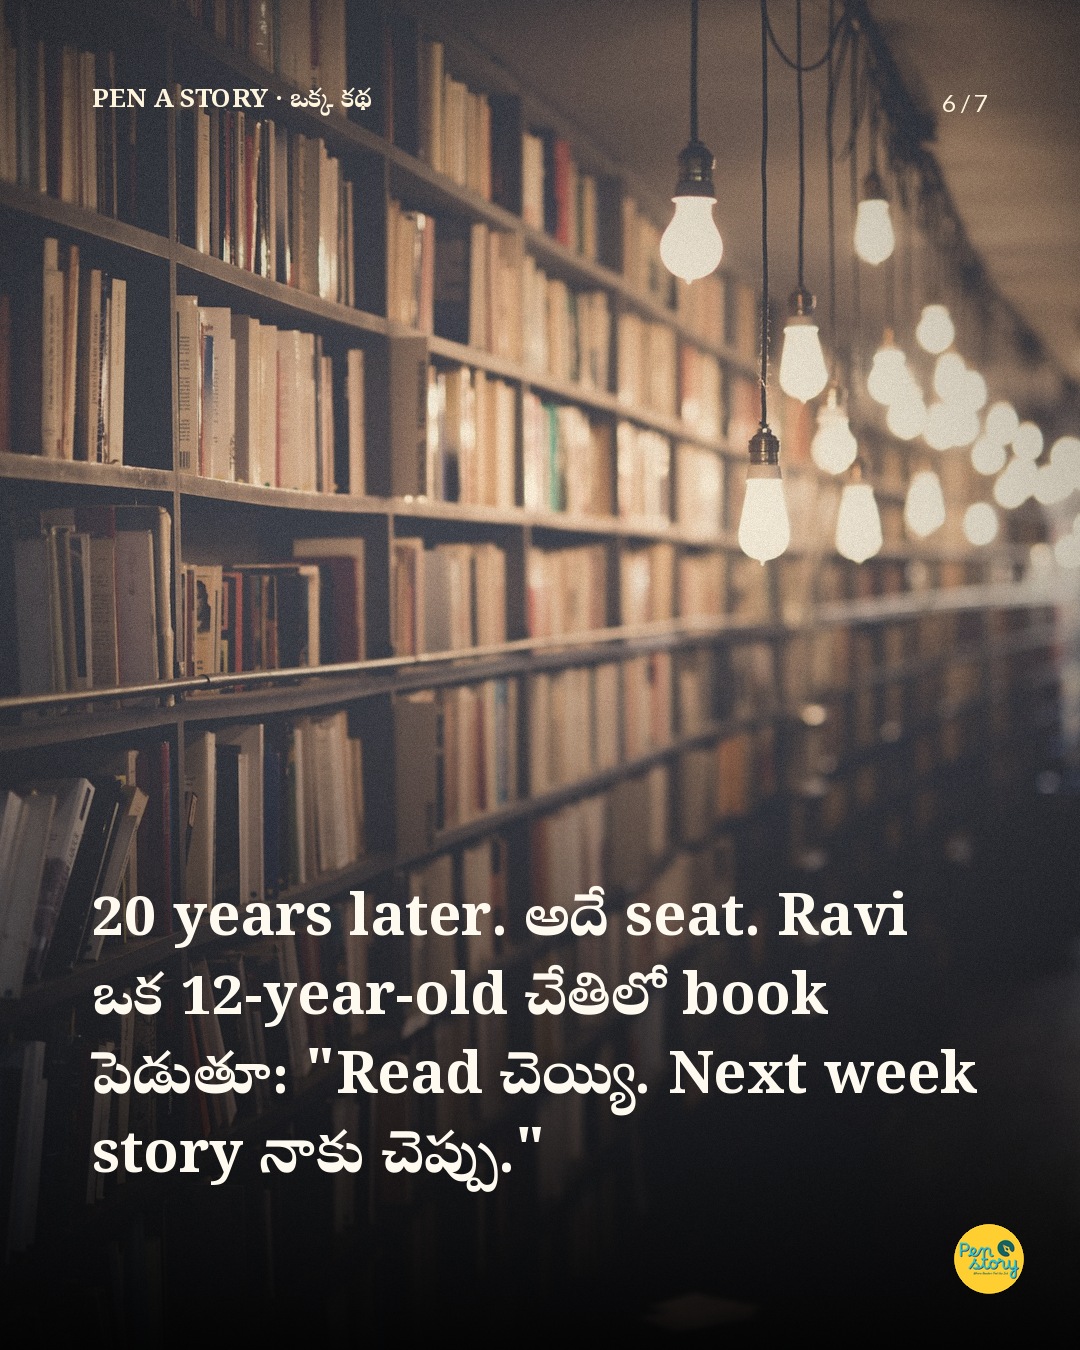 PEN A STORY · ఒక్క కథ
6/7
20 years later. అదే seat. Ravi
ఒక 12-year-old చేతిలో book
పెడుతూ: "Read చెయ్యి. Next week
story నాకు చెప్పు."
Pen
story